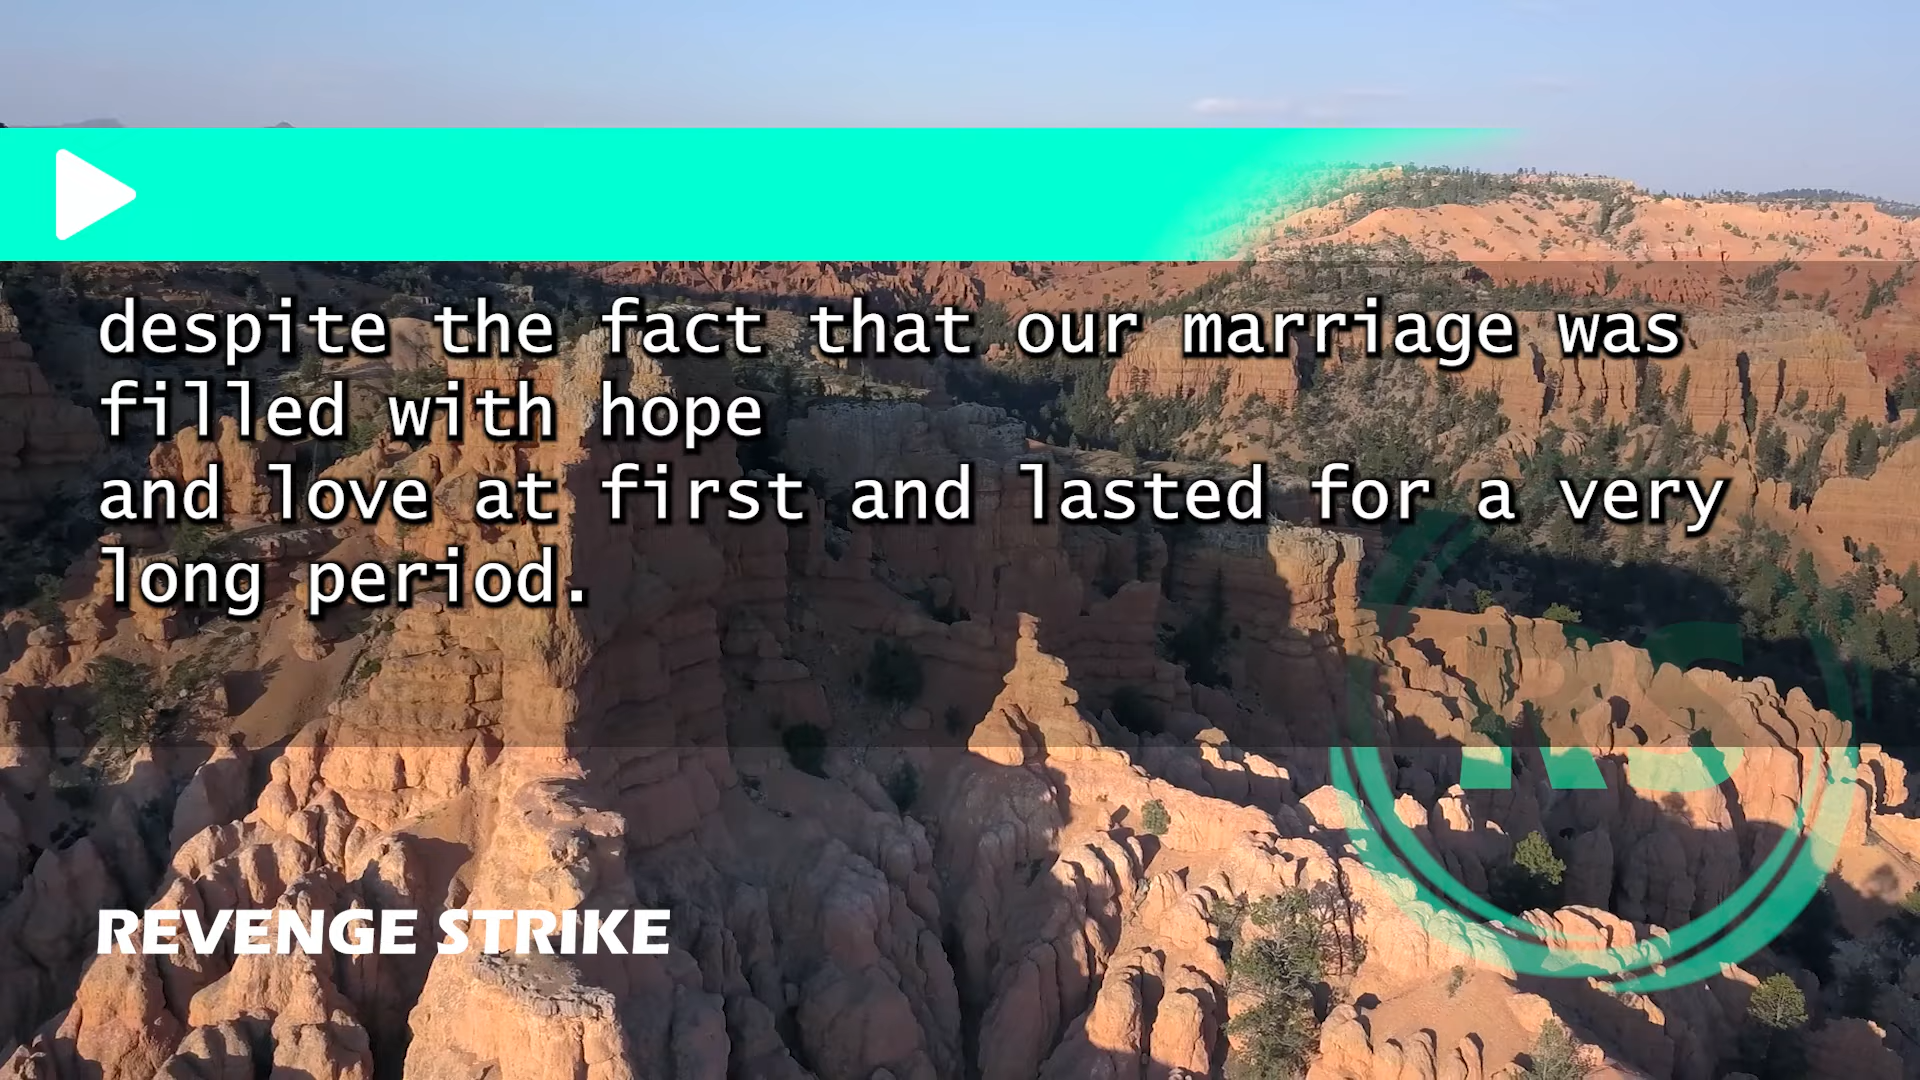 despite the fact that our marriage was
filled with hope
and love at first and lasted for a very
long period.
RS
REVENGE STRIKE